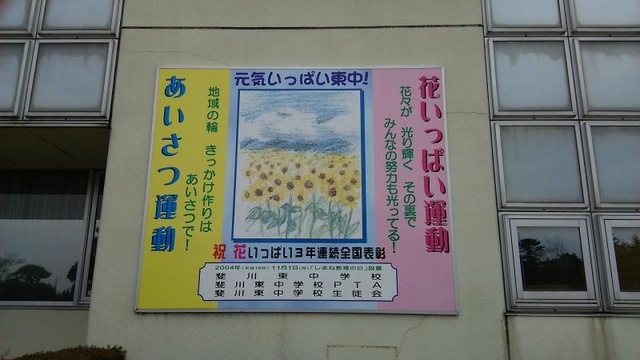 元気いっぱい東中!
花いっぱい運動
花々が 光り輝く その裏で
みんなの努力も光ってる!
地域の輪 きっかけ作りは
あいさつで!
あいさつ運動
祝 花いっぱい3年連続全国表彰
2004年(平成16年)11月1日(月)「しまね教育の日」設置
斐川東中学校
斐川東中学校PTA
斐川東中学校生徒会